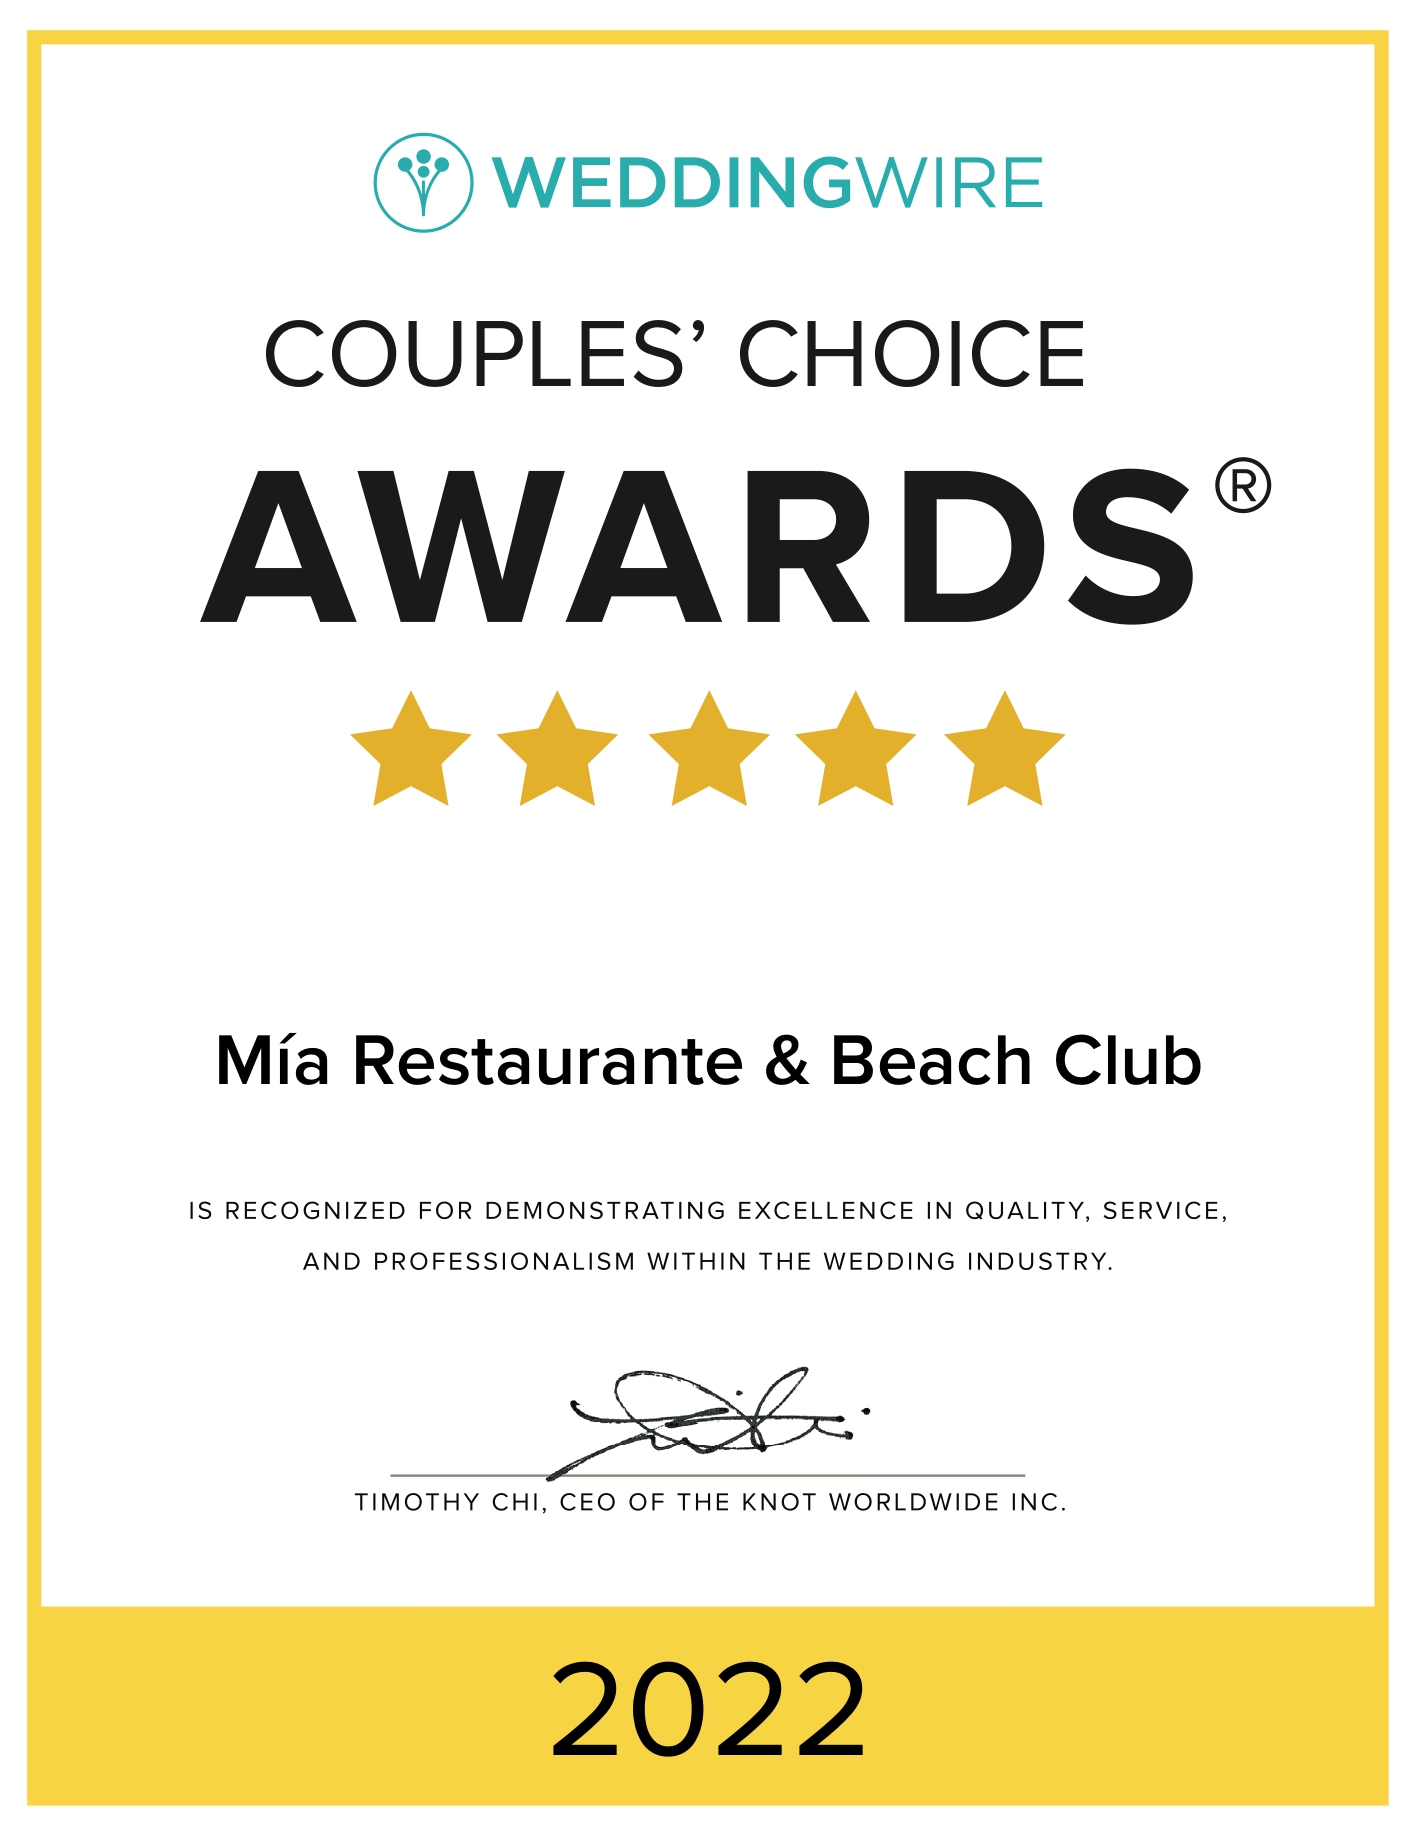 WEDDINGWIRE
COUPLES’ CHOICE
AWARDS®
Mía Restaurante & Beach Club
IS RECOGNIZED FOR DEMONSTRATING EXCELLENCE IN QUALITY, SERVICE,
AND PROFESSIONALISM WITHIN THE WEDDING INDUSTRY.
TIMOTHY CHI, CEO OF THE KNOT WORLDWIDE INC.
2022